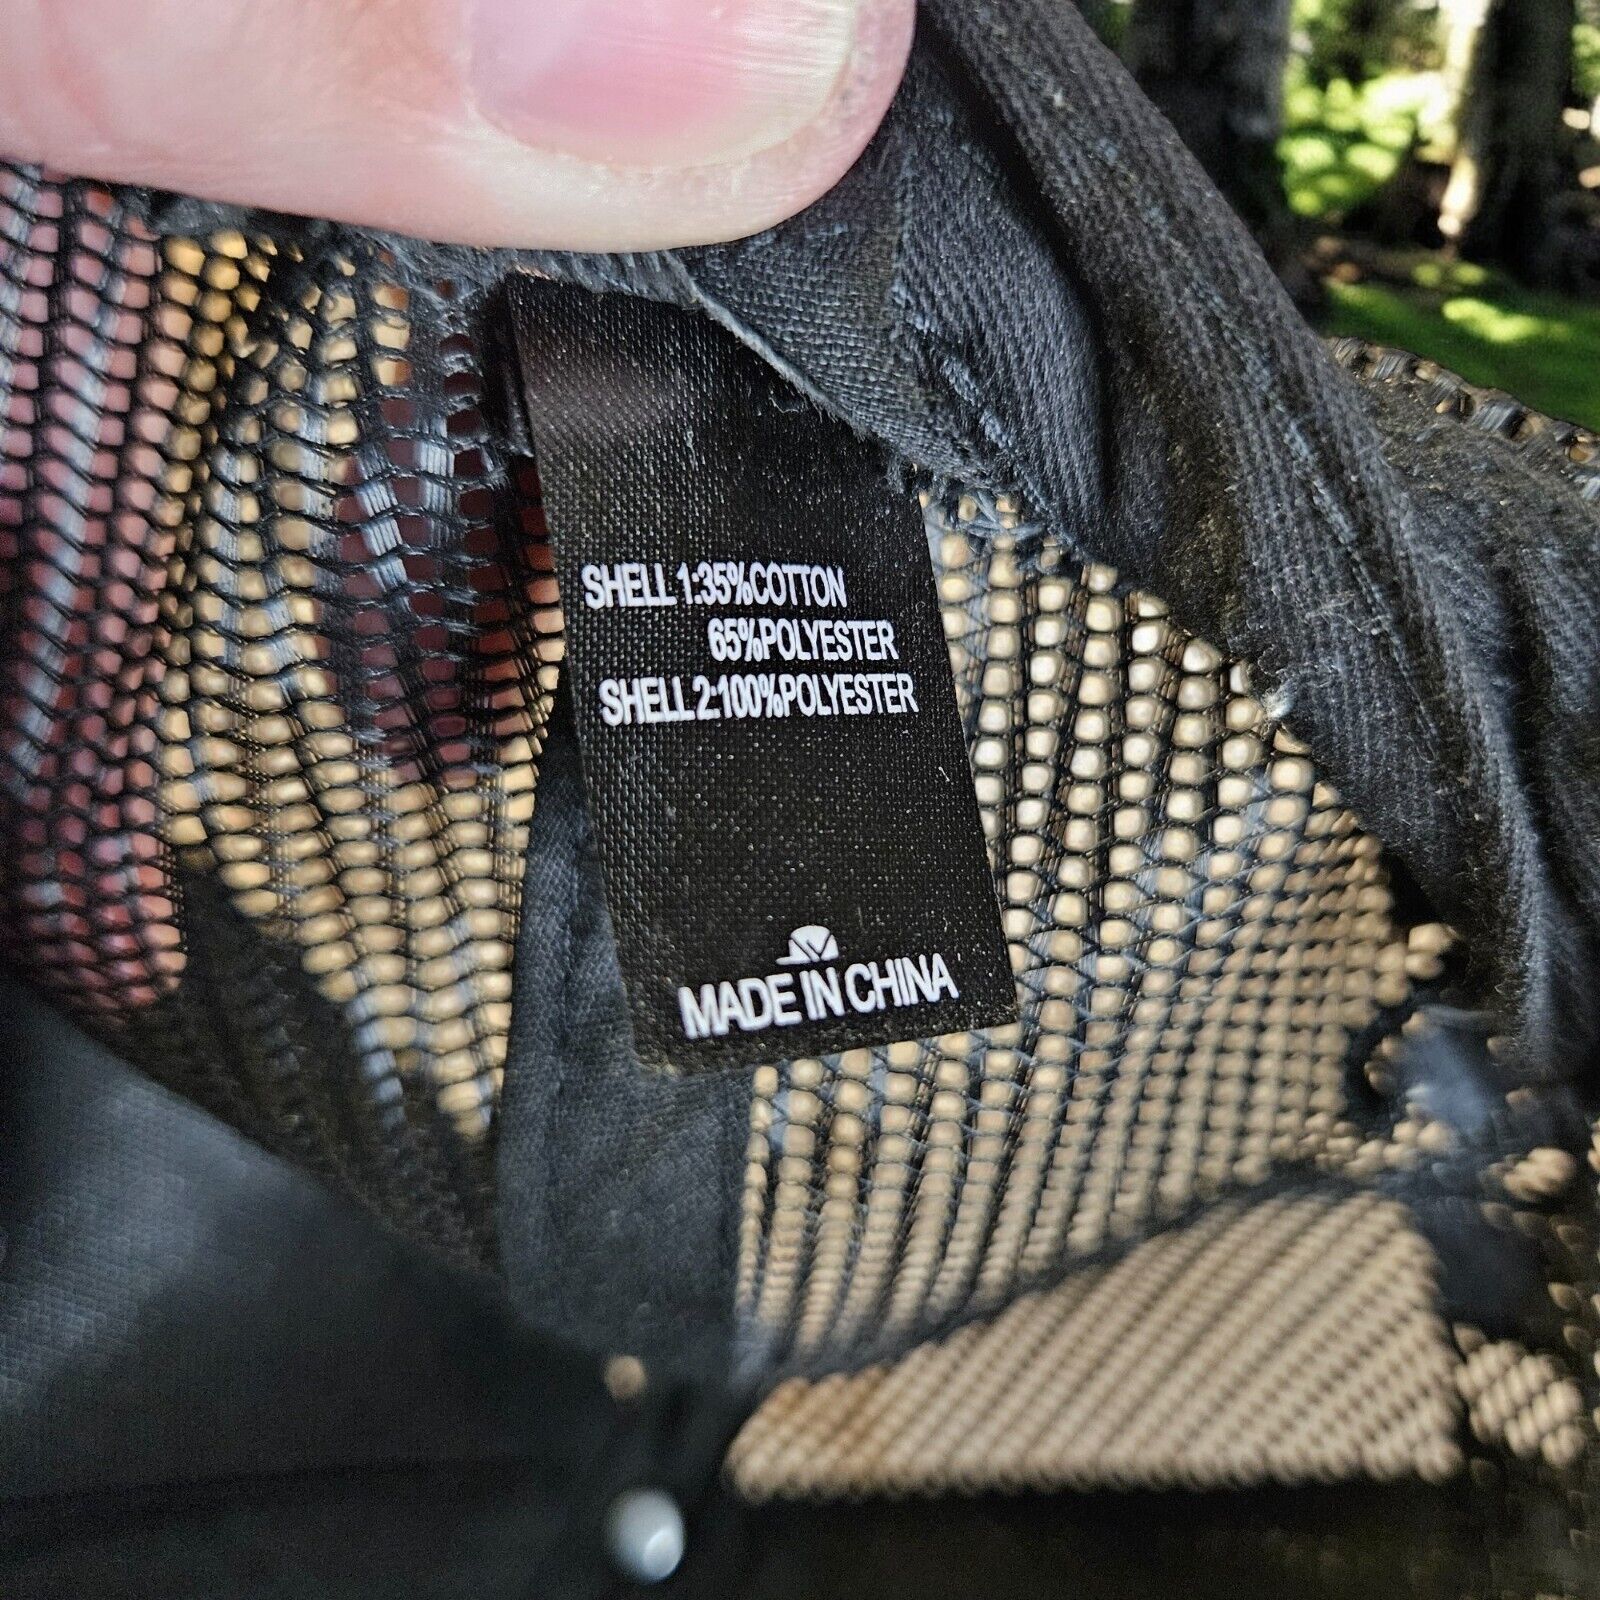 SHELL 1:35%COTTON
65%POLYESTER
SHELL 2:100%POLYESTER
MADE IN CHINA